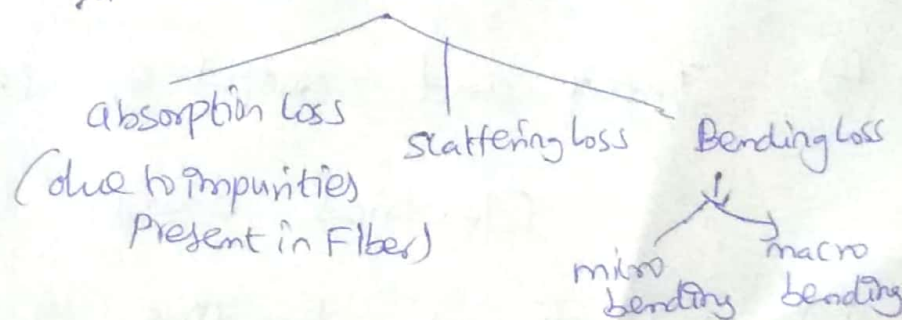 absorption loss
scattering loss
Bending loss
(due to impurities
Present in Fiber)
micro
bending
macro
bending